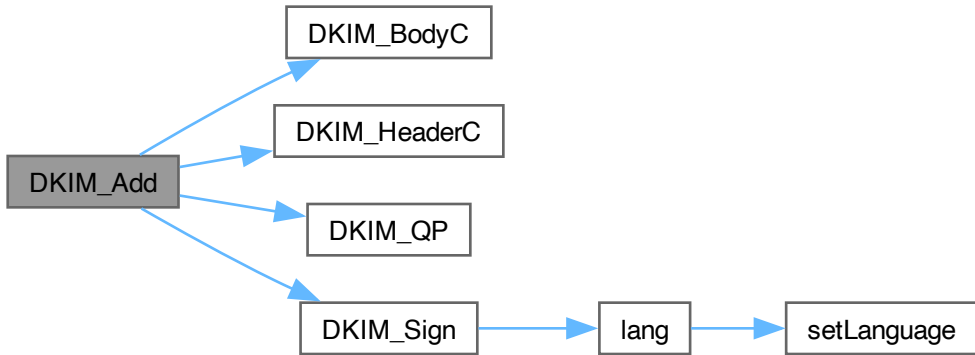 DKIM_BodyC
DKIM_HeaderC
DKIM_Add
DKIM_QP
DKIM_Sign
lang
setLanguage